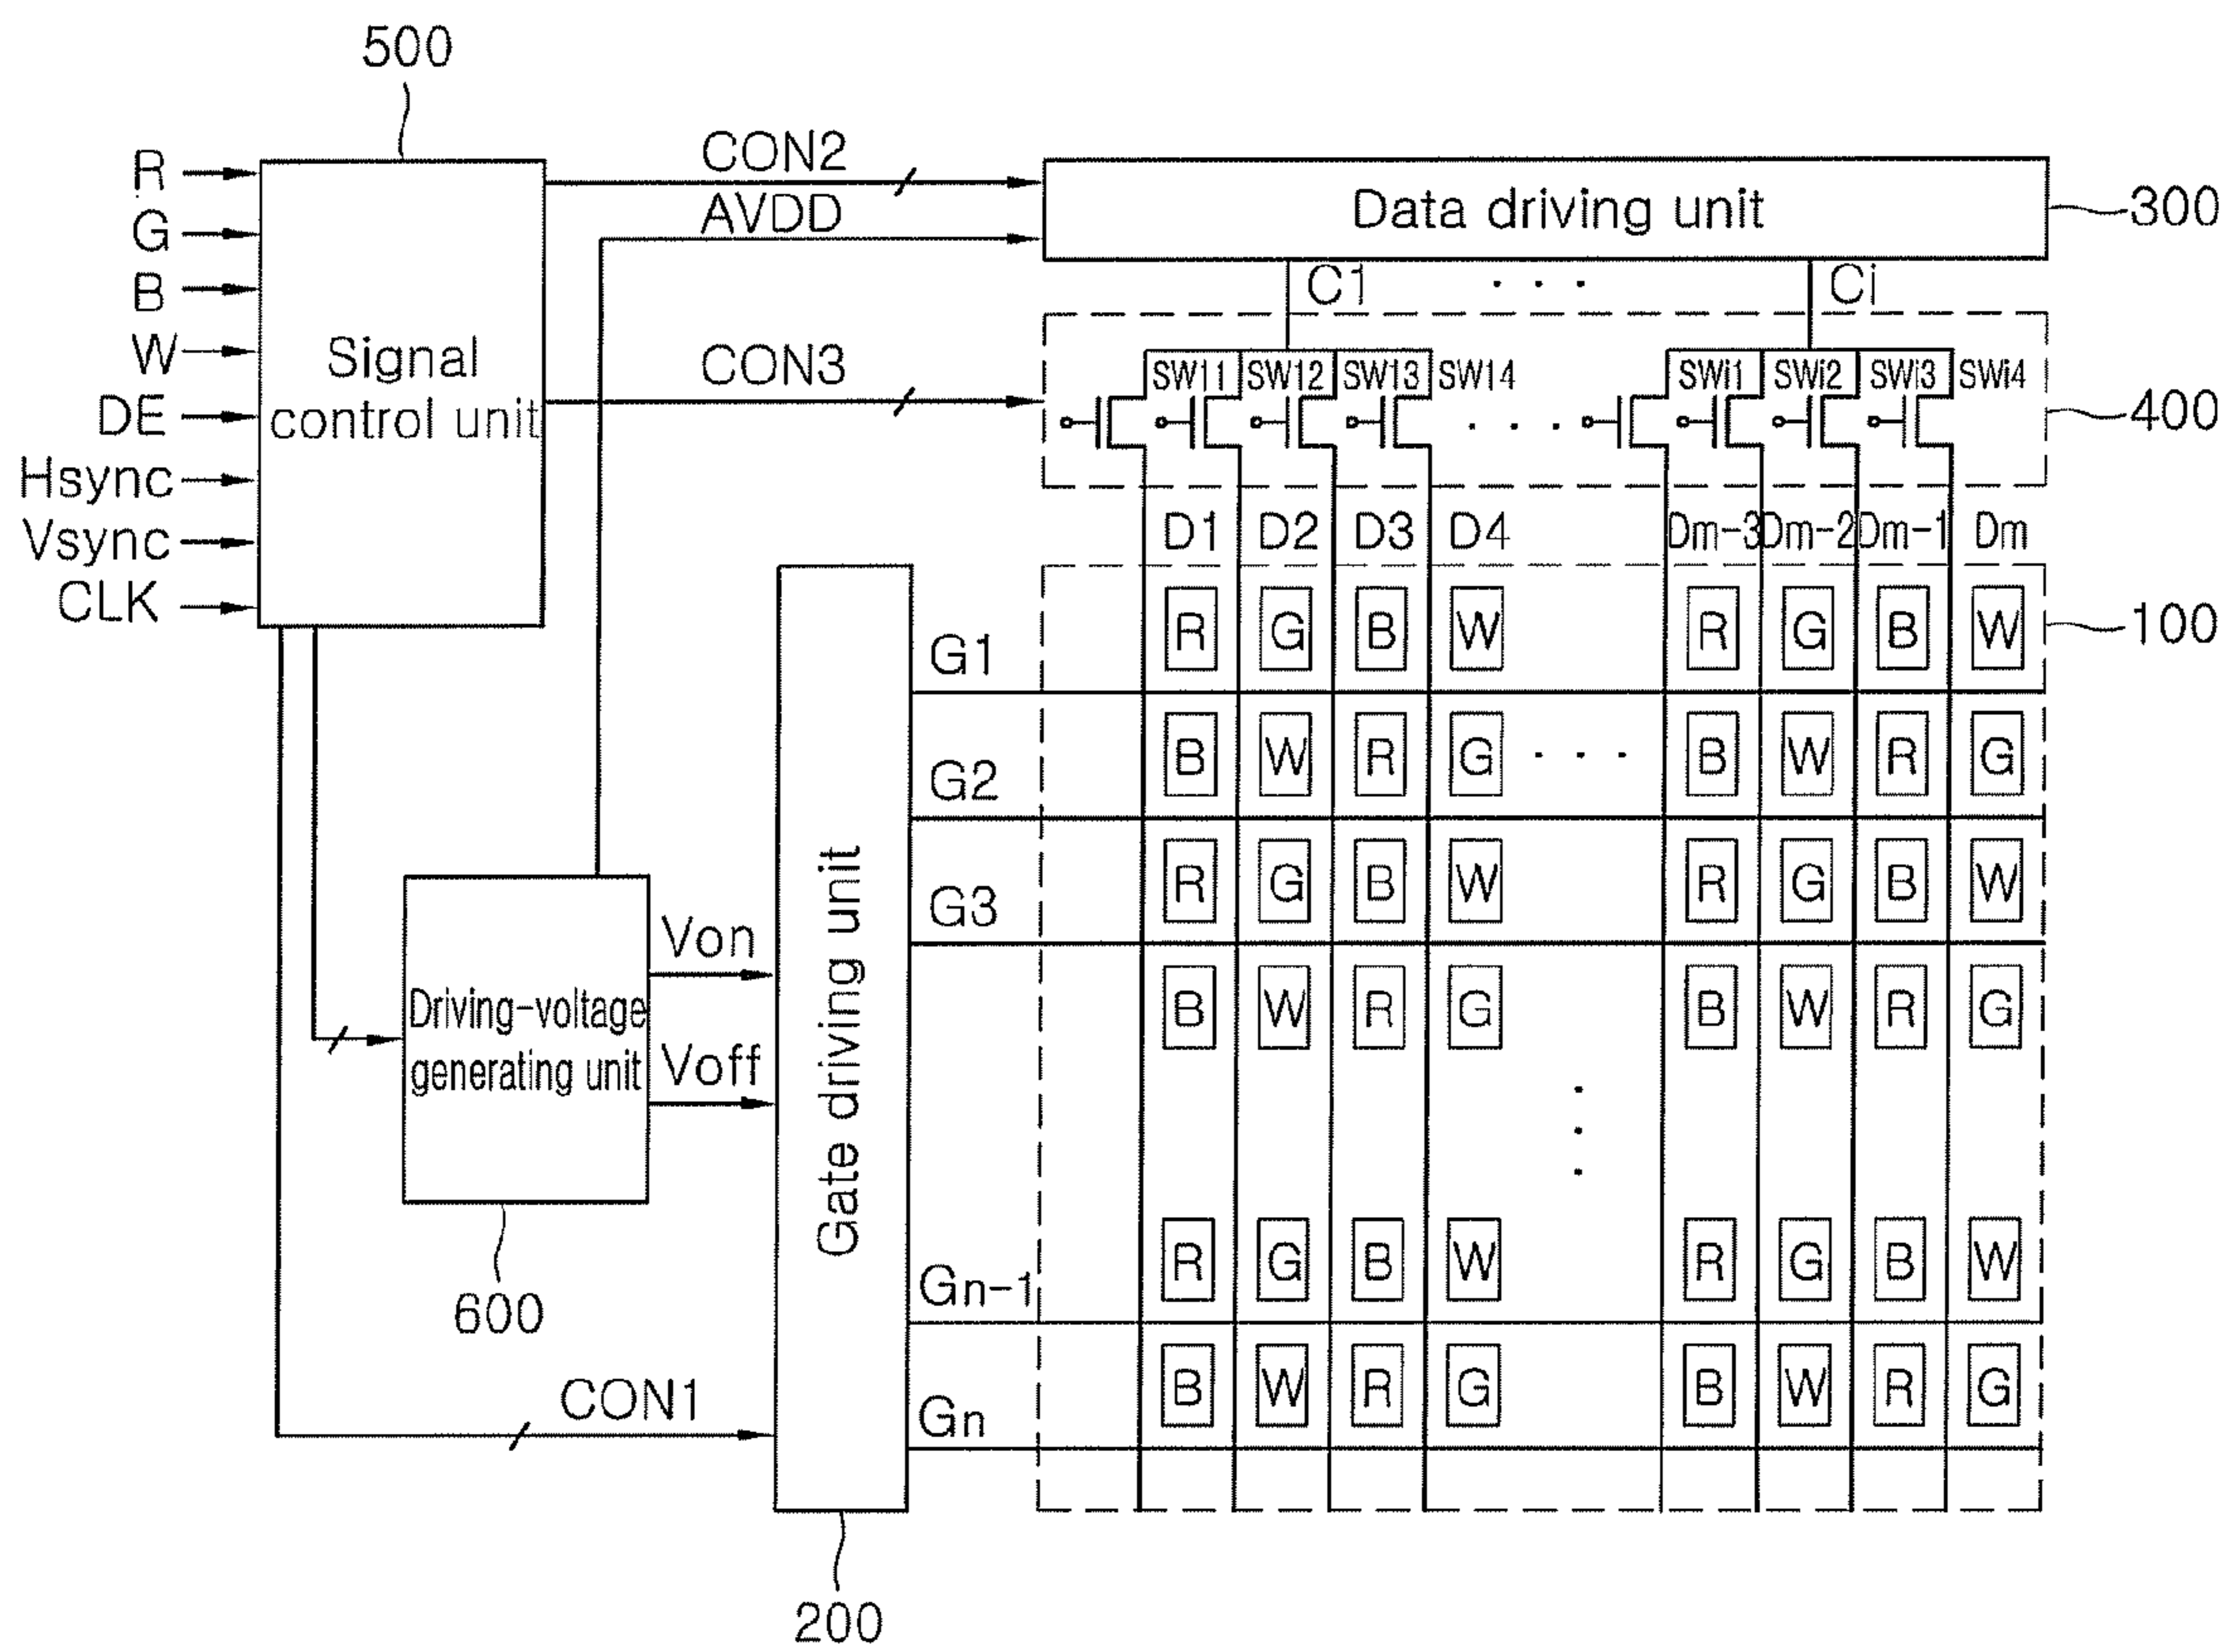 500
R
G
B
W
DE
Hsync
Vsync
CLK
Signal
control unit
CON2
AVDD
CON3
Data driving unit
300
C1 . . . Ci
SW11 SW12 SW13 SW14 SWi1 SWi2 SWi3 SWi4
. . .
400
D1 D2 D3 D4 Dm-3 Dm-2 Dm-1 Dm
R G B W R G B W
100
G1
B W R G . . . B W R G
G2
R G B W R G B W
G3
B W R G B W R G
. . .
R G B W R G B W
Gn-1
B W R G B W R G
Gn
Gate driving unit
Von
Voff
Driving-voltage
generating unit
600
CON1
200